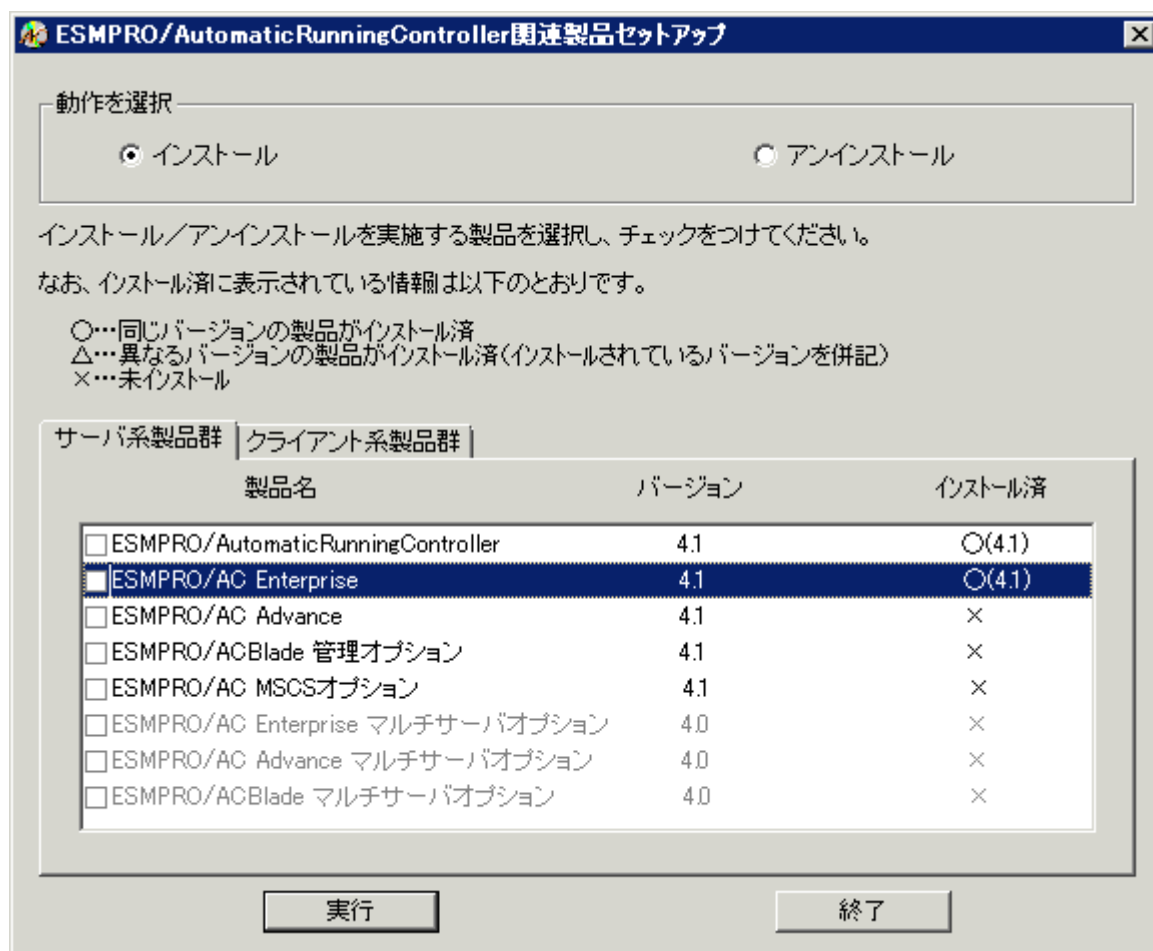 ESMPRO/AutomaticRunningController関連製品セットアップ
動作を選択
インストール アンインストール
インストール／アンインストールを実施する製品を選択し、チェックをつけてください。
なお、インストール済に表示されている情報は以下のとおりです。
○…同じバージョンの製品がインストール済
△…異なるバージョンの製品がインストール済(インストールされているバージョンを併記)
×…未インストール
サーバ系製品群 クライアント系製品群
製品名 バージョン インストール済
ESMPRO/AutomaticRunningController 4.1 ○(4.1)
ESMPRO/AC Enterprise 4.1 ○(4.1)
ESMPRO/AC Advance 4.1 ×
ESMPRO/ACBlade 管理オプション 4.1 ×
ESMPRO/AC MSCSオプション 4.1 ×
ESMPRO/AC Enterprise マルチサーバオプション 4.0 ×
ESMPRO/AC Advance マルチサーバオプション 4.0 ×
ESMPRO/ACBlade マルチサーバオプション 4.0 ×
実行 終了